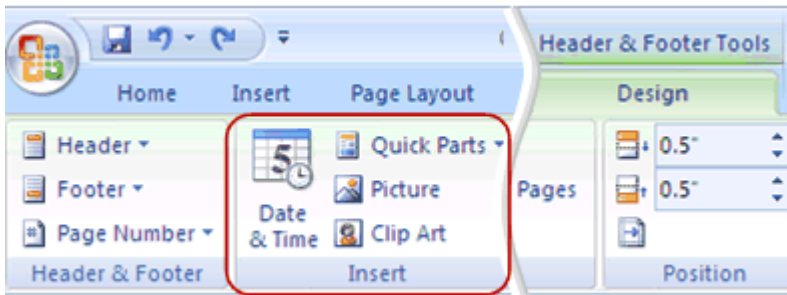 Header & Footer Tools
Home Insert Page Layout Design
Header
Footer
Page Number
Header & Footer
5
Date
& Time
Quick Parts
Picture
Clip Art
Insert
Pages
0.5"
0.5"
Position